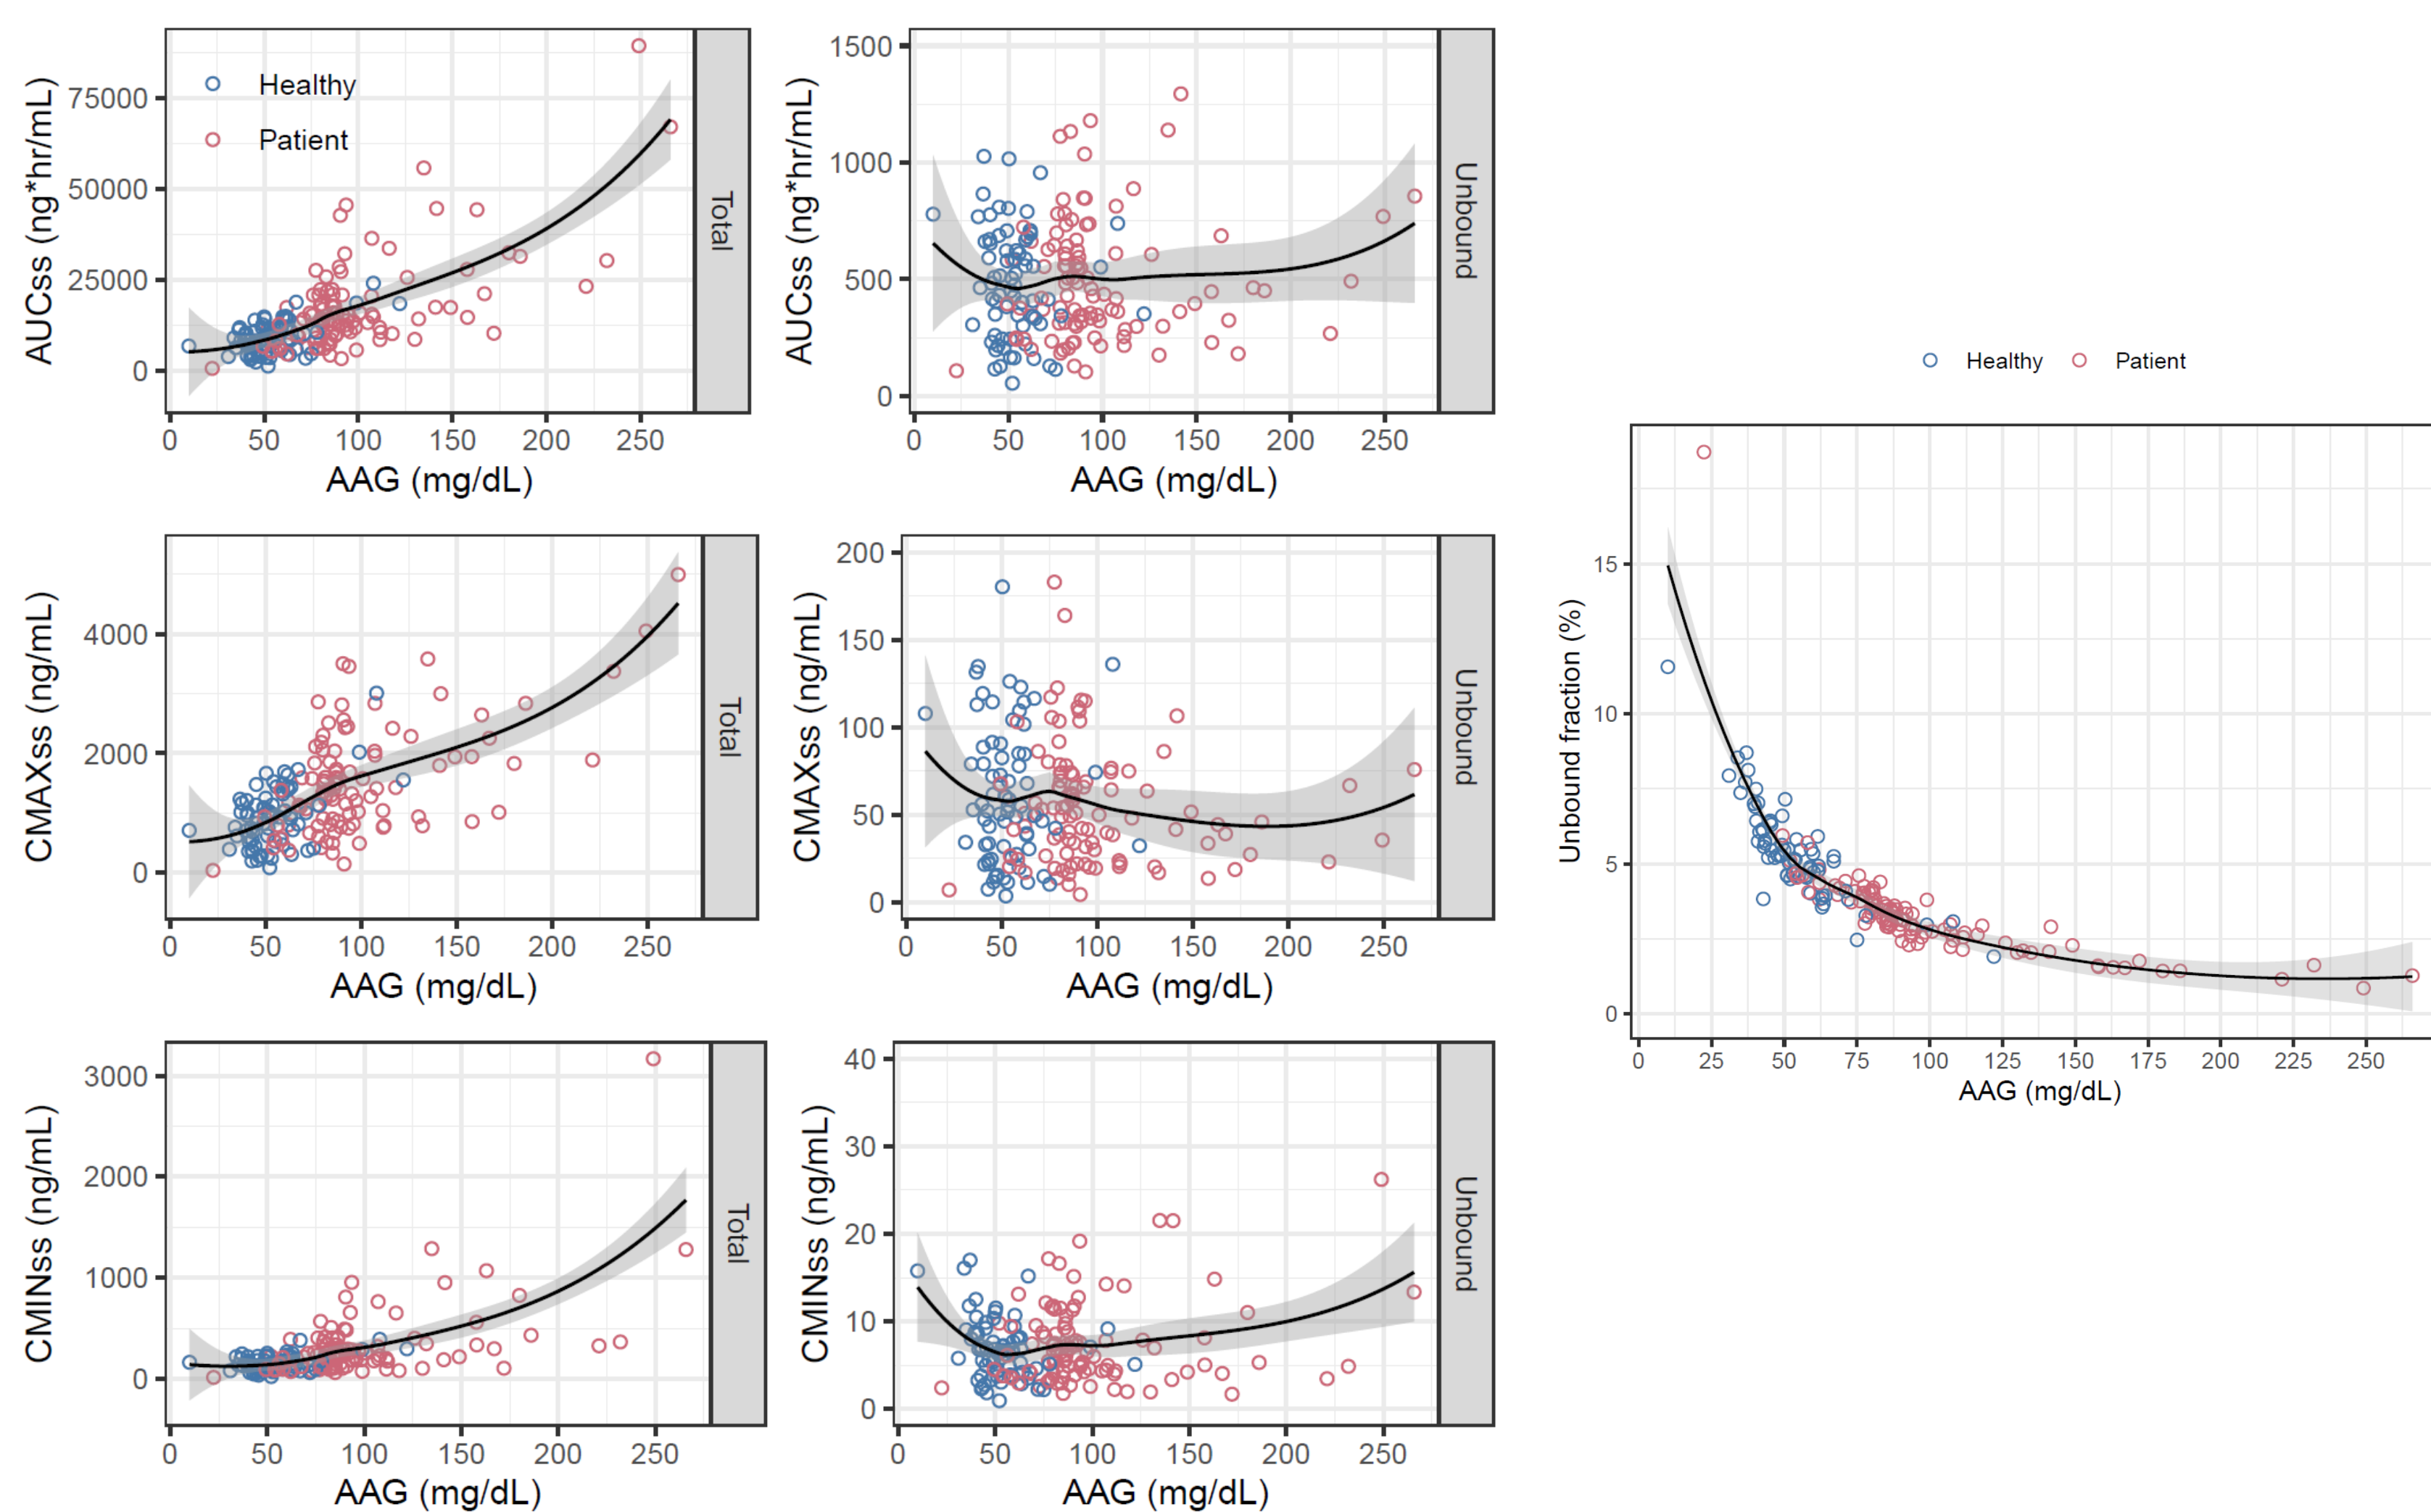 AUCss (ng*hr/mL)
75000
50000
25000
0
Healthy
Patient
Total
0 50 100 150 200 250
AAG (mg/dL)
AUCss (ng*hr/mL)
1500
1000
500
0
Unbound
0 50 100 150 200 250
AAG (mg/dL)
CMAXss (ng/mL)
4000
2000
0
Total
0 50 100 150 200 250
AAG (mg/dL)
CMAXss (ng/mL)
200
150
100
50
0
Unbound
0 50 100 150 200 250
AAG (mg/dL)
CMINss (ng/mL)
3000
2000
1000
0
Total
0 50 100 150 200 250
AAG (mg/dL)
CMINss (ng/mL)
40
30
20
10
0
Unbound
0 50 100 150 200 250
AAG (mg/dL)
Healthy Patient
Unbound fraction (%)
15
10
5
0
0 25 50 75 100 125 150 175 200 225 250
AAG (mg/dL)